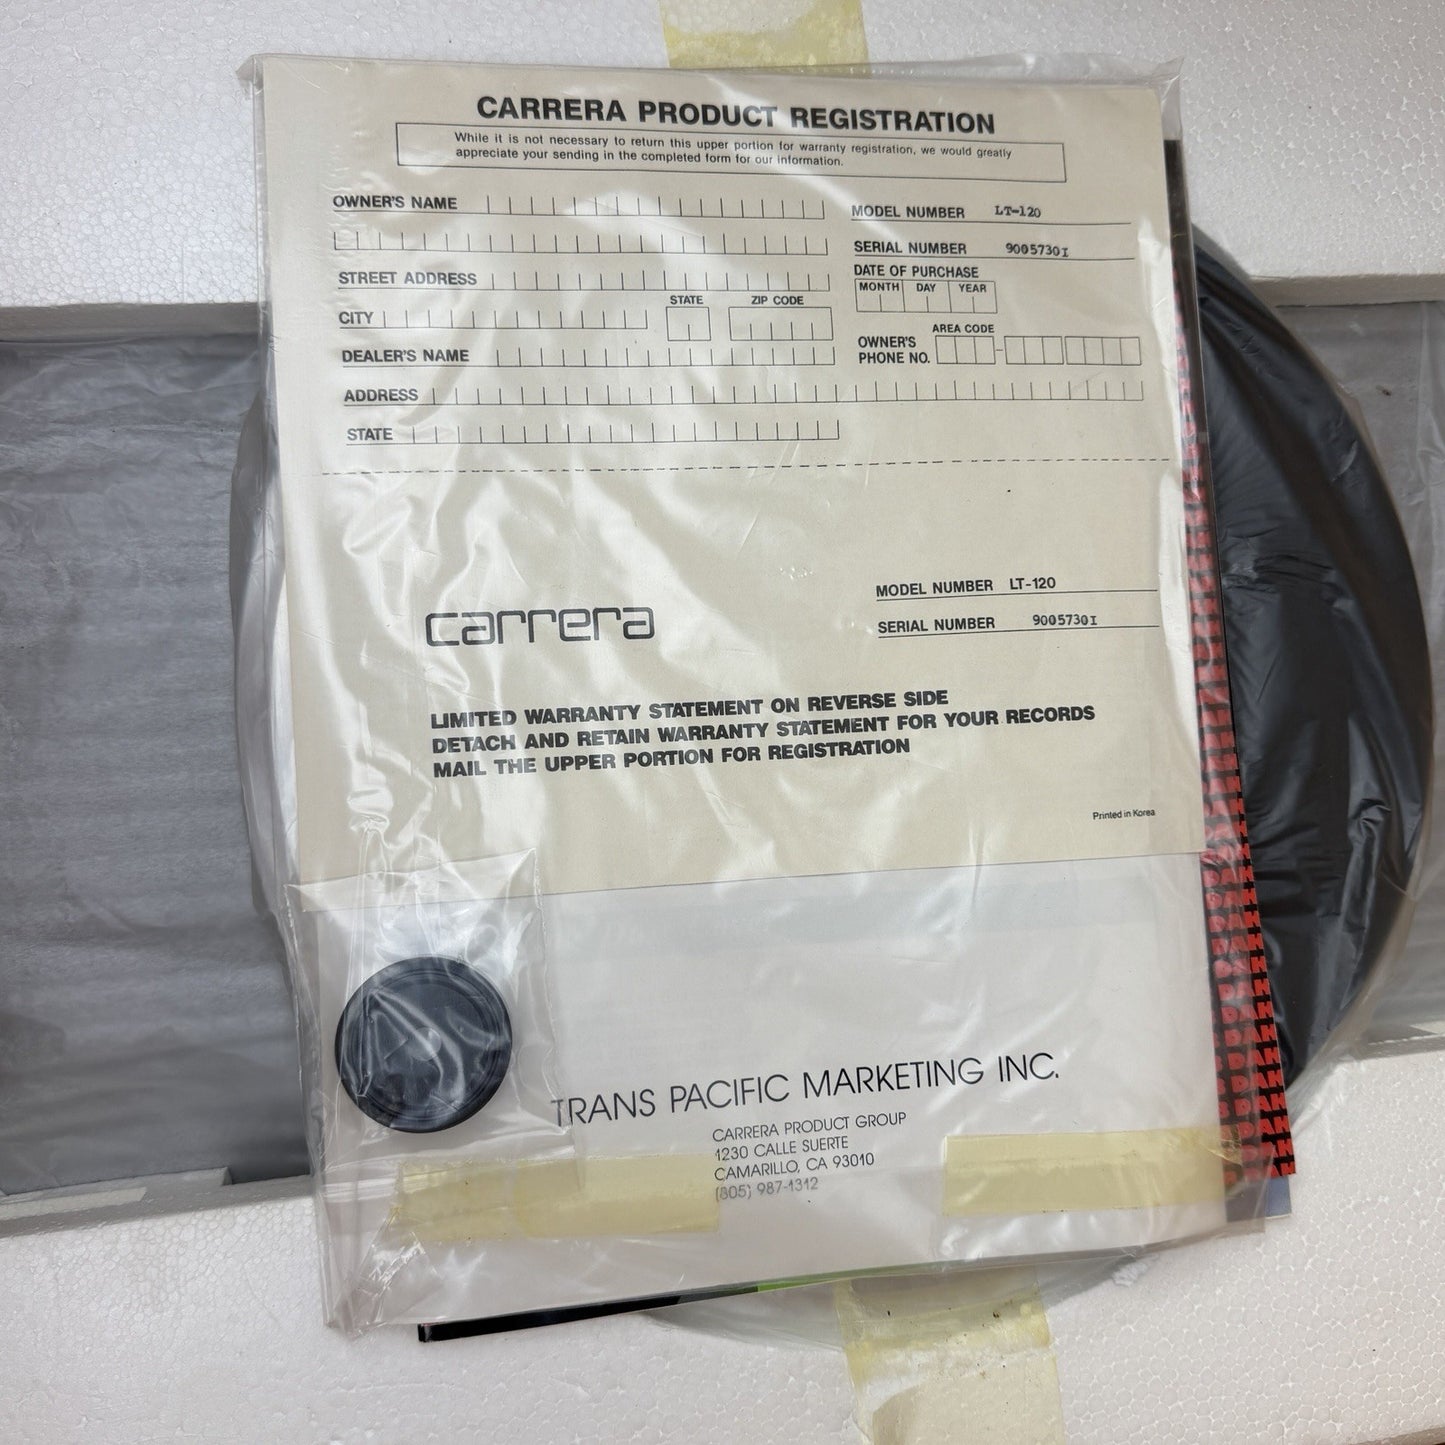 CARRERA PRODUCT REGISTRATION
While it is not necessary to return this upper portion for warranty registration, we would greatly
appreciate your sending in the completed form for our information.
OWNER'S NAME
MODEL NUMBER LT-120
SERIAL NUMBER 9005730I
STREET ADDRESS
DATE OF PURCHASE
MONTH DAY YEAR
STATE ZIP CODE
CITY
AREA CODE
OWNER'S
PHONE NO.
DEALER'S NAME
ADDRESS
STATE
MODEL NUMBER LT-120
carrera
SERIAL NUMBER 9005730I
LIMITED WARRANTY STATEMENT ON REVERSE SIDE
DETACH AND RETAIN WARRANTY STATEMENT FOR YOUR RECORDS
MAIL THE UPPER PORTION FOR REGISTRATION
Printed in Korea
TRANS PACIFIC MARKETING INC.
CARRERA PRODUCT GROUP
1230 CALLE SUERTE
CAMARILLO, CA 93010
(805) 987-1312